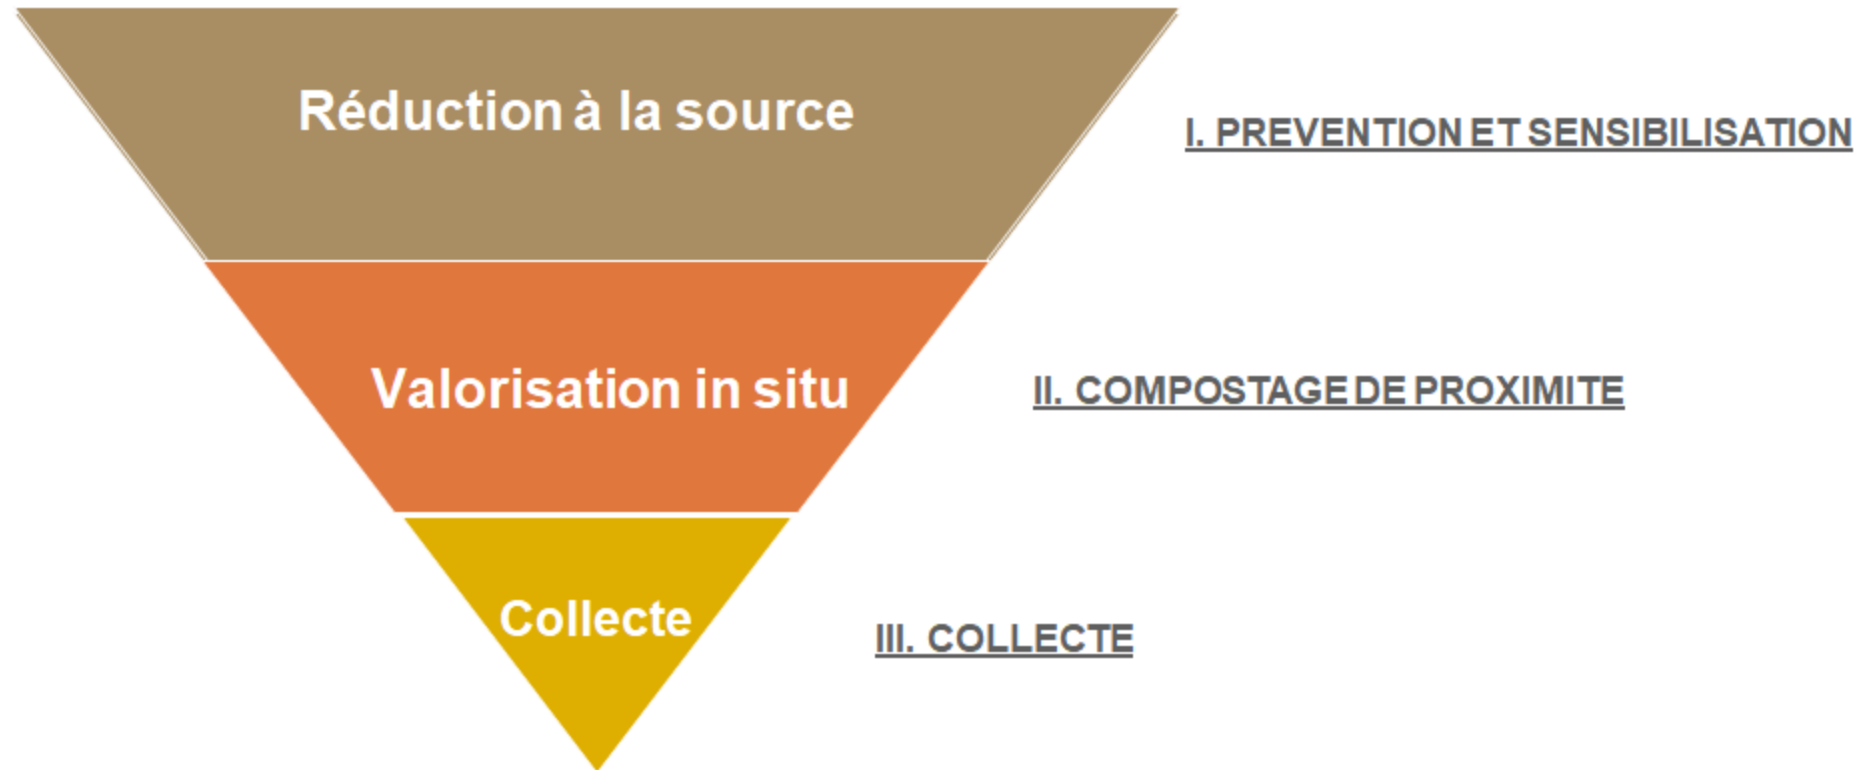 Réduction à la source
I. PREVENTION ET SENSIBILISATION
Valorisation in situ
II. COMPOSTAGE DE PROXIMITE
Collecte
III. COLLECTE